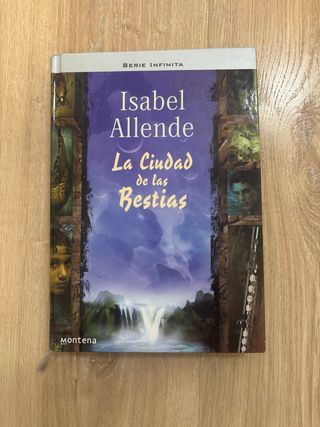 Serie Infinita
Isabel
Allende
La Ciudad
de las
Bestias
Montena